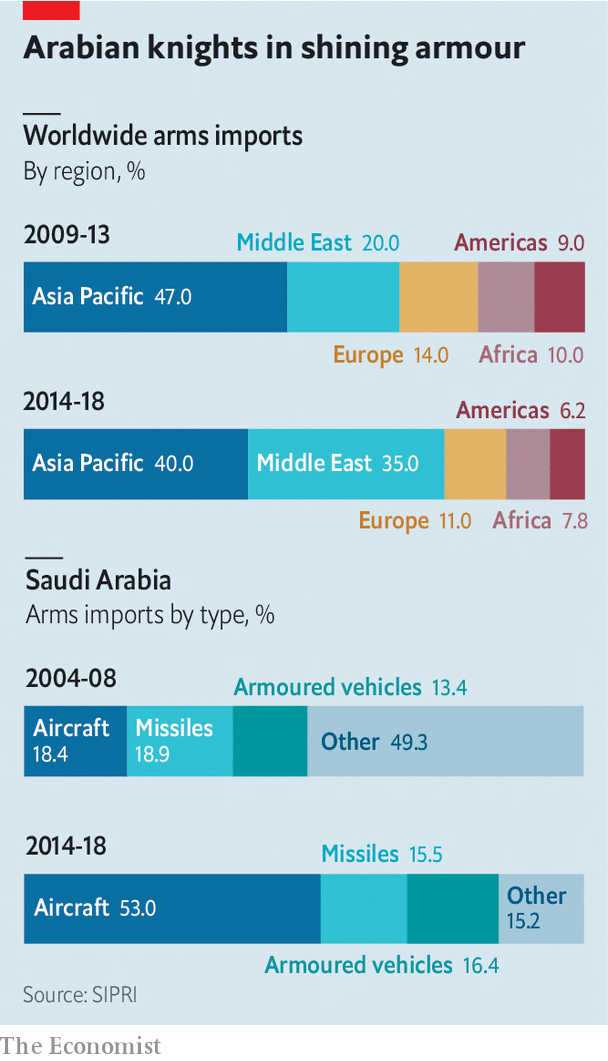 Arabian knights in shining armour
Worldwide arms imports
By region, %
2009-13
Middle East 20.0
Americas 9.0
Asia Pacific 47.0
Europe 14.0
Africa 10.0
2014-18
Americas 6.2
Asia Pacific 40.0
Middle East 35.0
Europe 11.0
Africa 7.8
Saudi Arabia
Arms imports by type, %
2004-08
Armoured vehicles 13.4
Aircraft
18.4
Missiles
18.9
Other 49.3
2014-18
Missiles 15.5
Aircraft 53.0
Other
15.2
Armoured vehicles 16.4
Source: SIPRI
The Economist